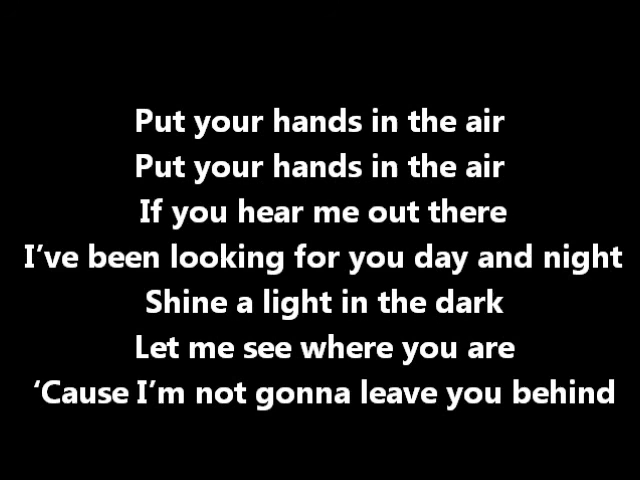 Put your hands in the air
Put your hands in the air
If you hear me out there
I’ve been looking for you day and night
Shine a light in the dark
Let me see where you are
‘Cause I’m not gonna leave you behind